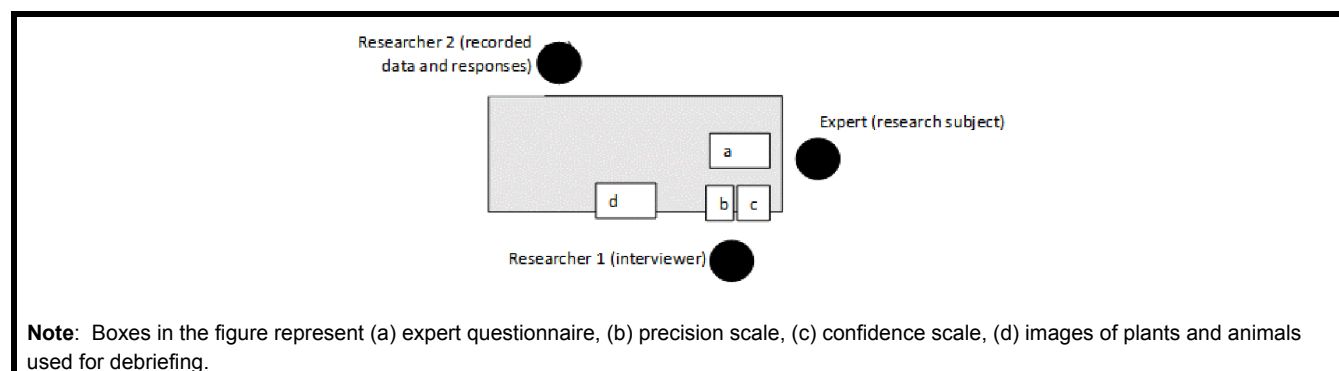 Researcher 2 (recorded
data and responses)
Expert (research subject)
a
d
b
c
Researcher 1 (interviewer)
Note: Boxes in the figure represent (a) expert questionnaire, (b) precision scale, (c) confidence scale, (d) images of plants and animals
used for debriefing.